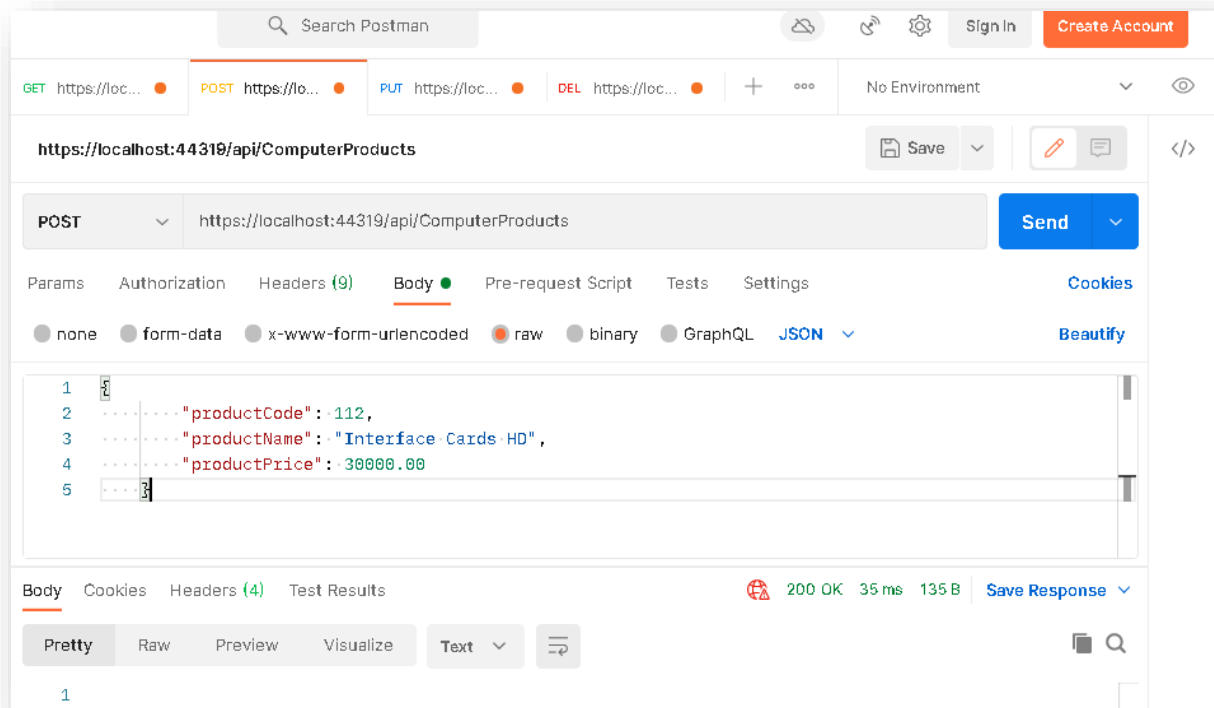 Search Postman
Sign In
Create Account
GET https://loc...
POST https://lo...
PUT https://loc...
DEL https://loc...
No Environment
https://localhost:44319/api/ComputerProducts
Save
POST
https://localhost:44319/api/ComputerProducts
Send
Params Authorization Headers (9) Body Pre-request Script Tests Settings Cookies
none form-data x-www-form-urlencoded raw binary GraphQL JSON Beautify
1 {
2 "productCode": 112,
3 "productName": "Interface Cards HD",
4 "productPrice": 30000.00
5 }
Body Cookies Headers (4) Test Results 200 OK 35 ms 135 B Save Response
Pretty Raw Preview Visualize Text
1